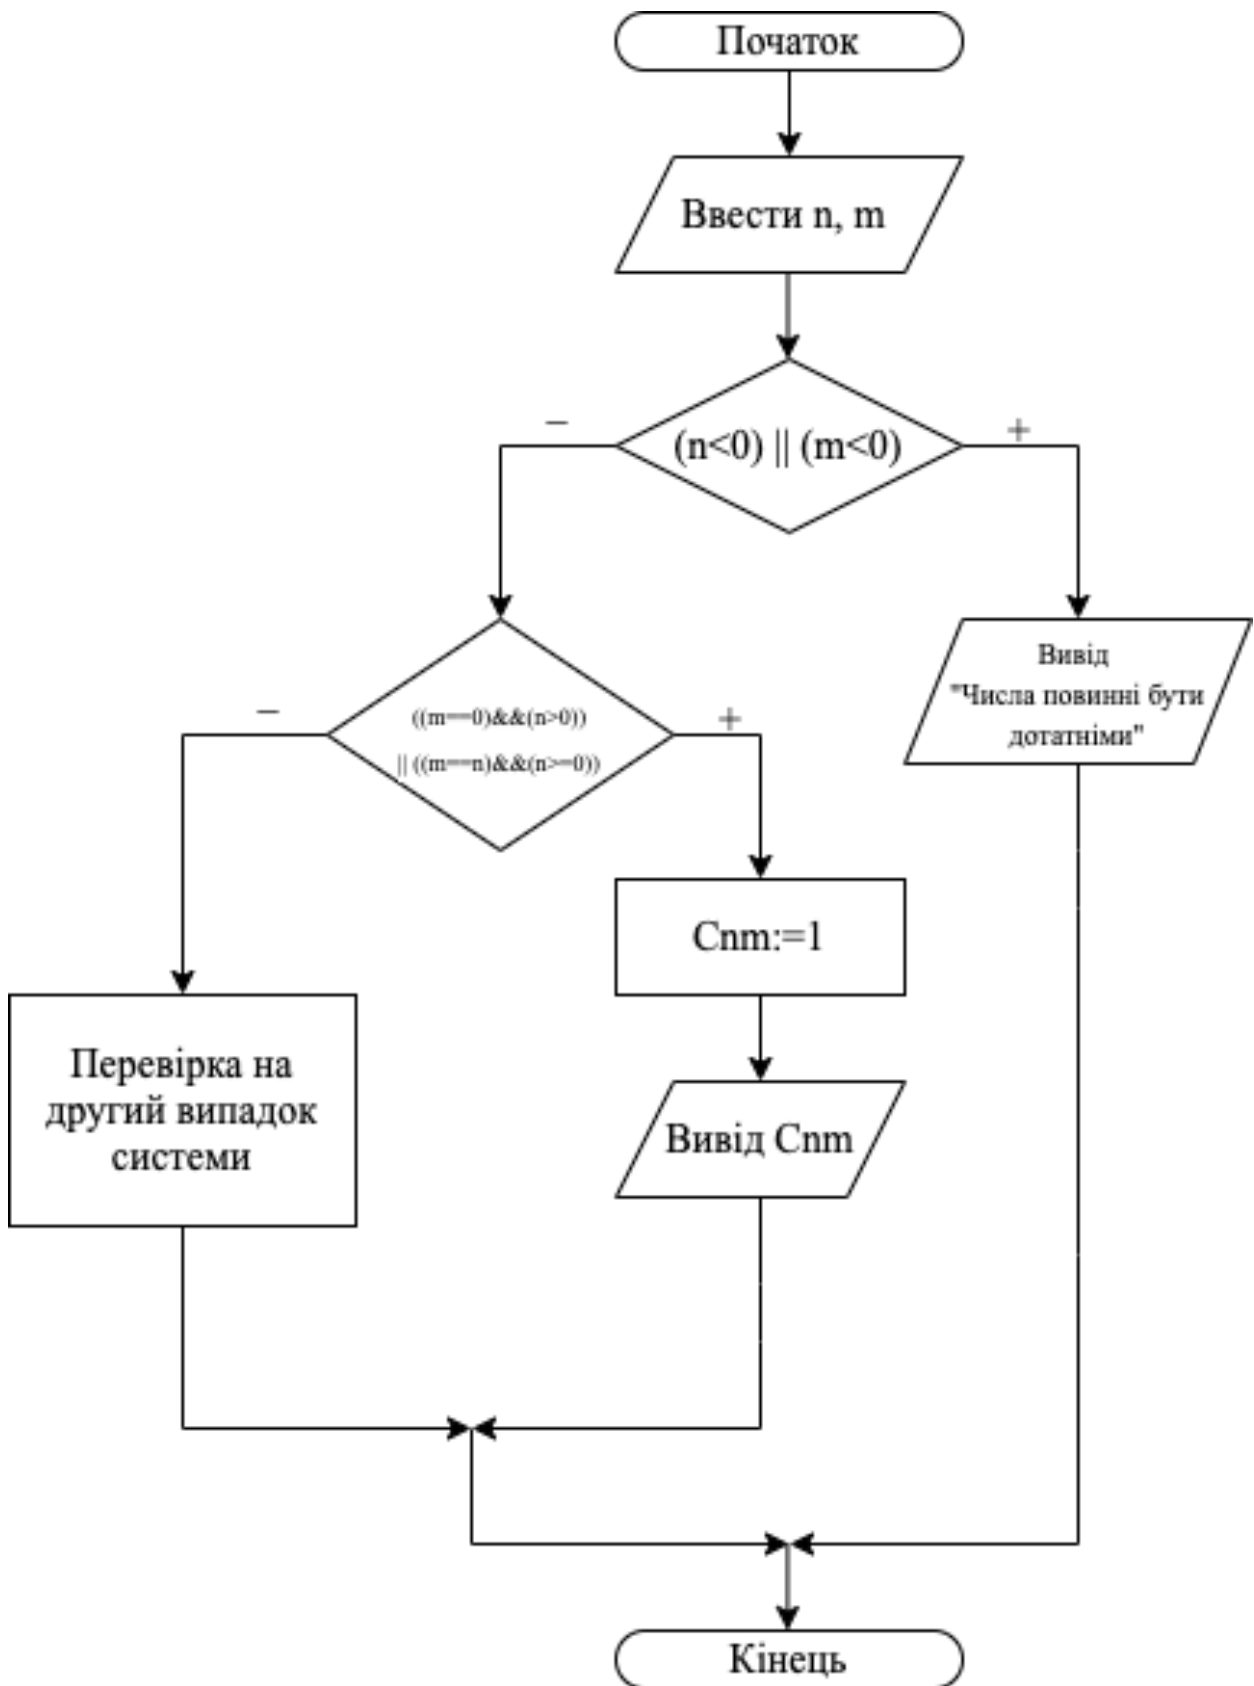 Початок
Ввести n, m
(n<0) || (m<0)
−
+
((m==0)&&(n>0))
|| ((m==n)&&(n>=0))
−
+
Вивід
"Числа повинні бути
дотатніми"
Cnm:=1
Перевірка на
другий випадок
системи
Вивід Cnm
Кінець